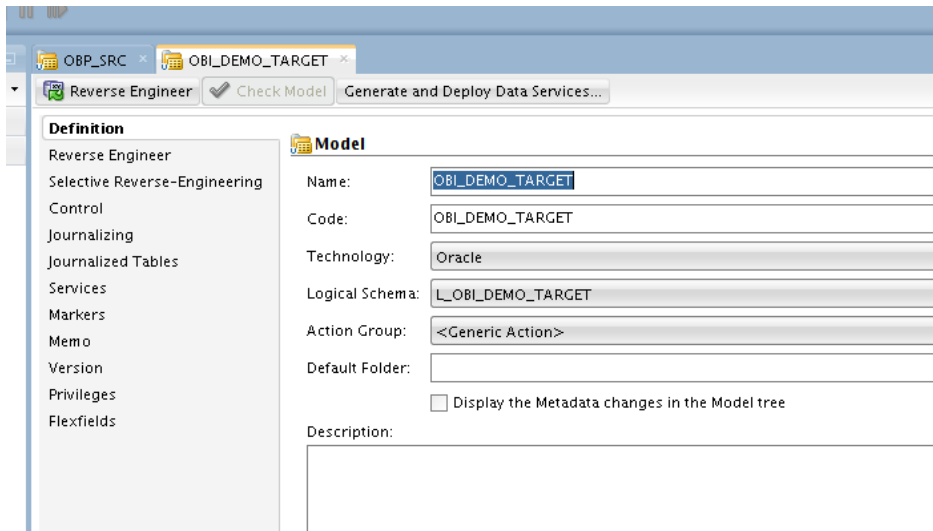 OBP_SRC
OBI_DEMO_TARGET
Reverse Engineer
Check Model
Generate and Deploy Data Services...
Definition
Reverse Engineer
Selective Reverse-Engineering
Control
Journalizing
Journalized Tables
Services
Markers
Memo
Version
Privileges
Flexfields
Model
Name: OBI_DEMO_TARGET
Code: OBI_DEMO_TARGET
Technology: Oracle
Logical Schema: L_OBI_DEMO_TARGET
Action Group: <Generic Action>
Default Folder:
Display the Metadata changes in the Model tree
Description: